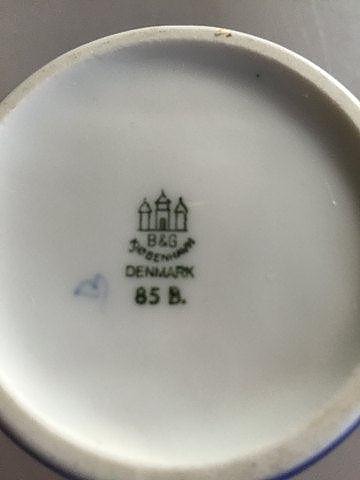 B&G
KJØBENHAVN
DENMARK
85 B.